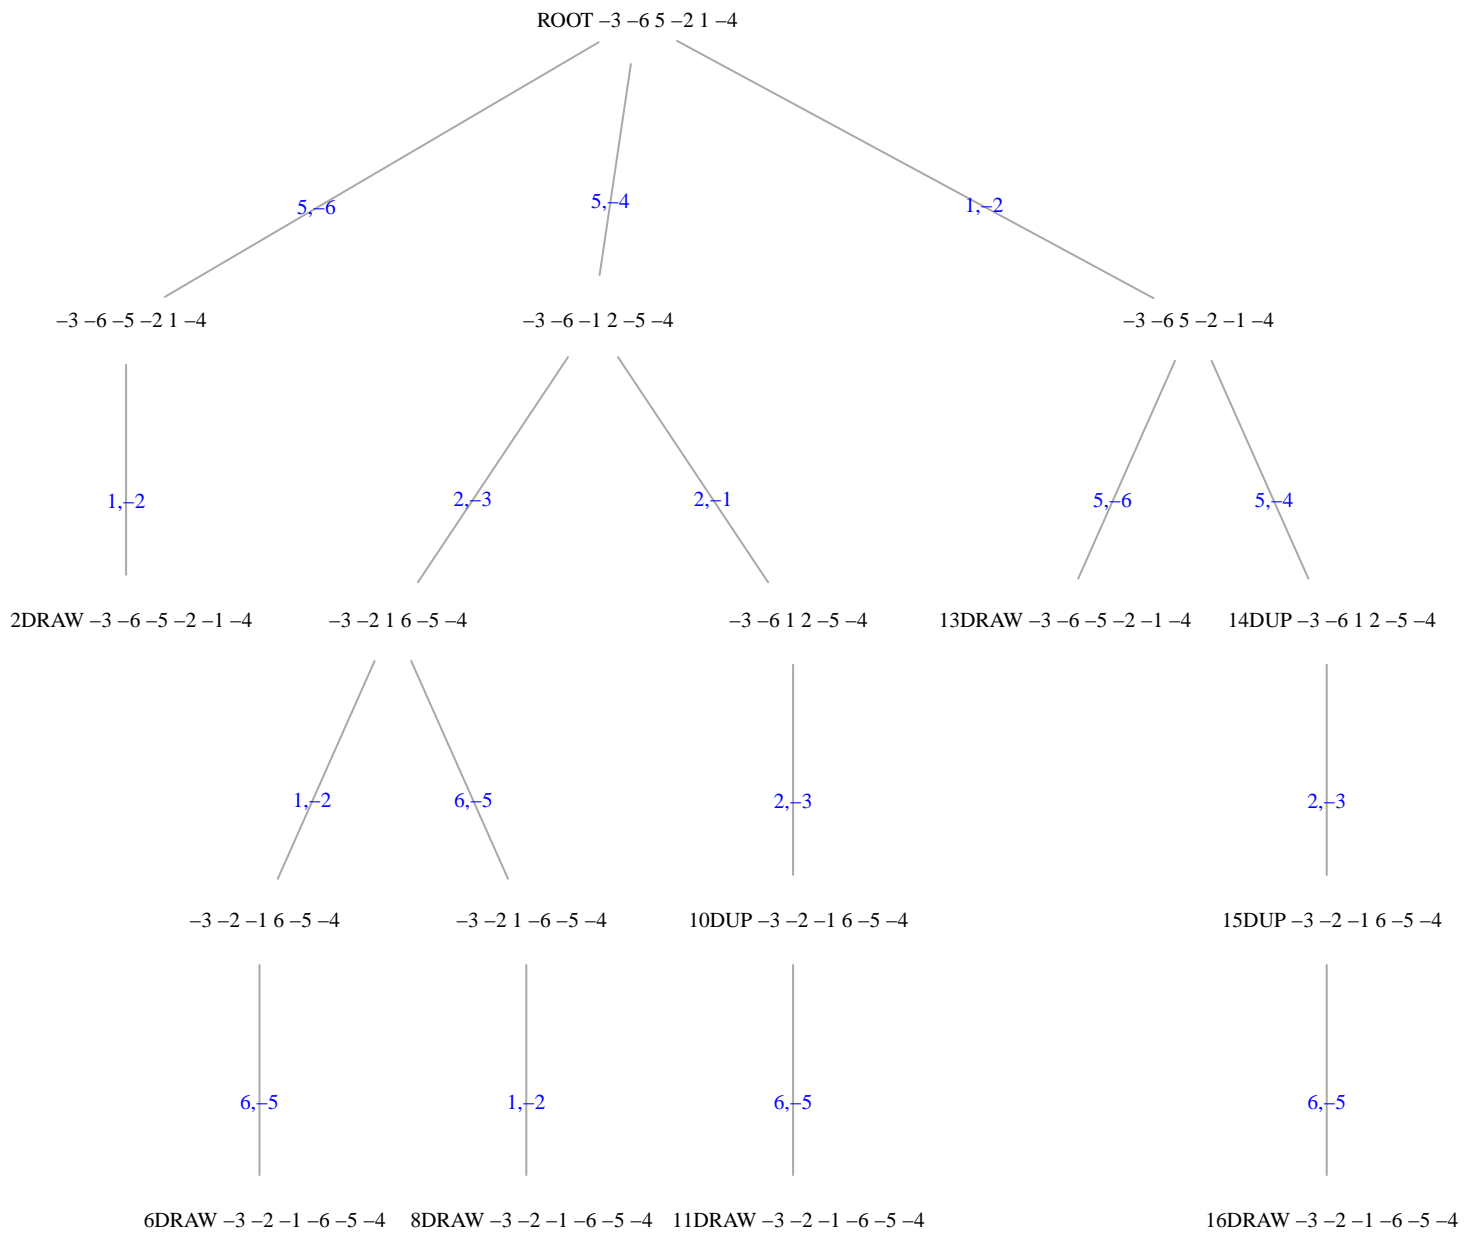 ROOT –3 –6 5 –2 1 –4
5,–6
5,–4
1,–2
–3 –6 –5 –2 1 –4
–3 –6 –1 2 –5 –4
–3 –6 5 –2 –1 –4
1,–2
2,–3
2,–1
5,–6
5,–4
2DRAW –3 –6 –5 –2 –1 –4
–3 –2 1 6 –5 –4
–3 –6 1 2 –5 –4
13DRAW –3 –6 –5 –2 –1 –4
14DUP –3 –6 1 2 –5 –4
1,–2
6,–5
2,–3
2,–3
–3 –2 –1 6 –5 –4
–3 –2 1 –6 –5 –4
10DUP –3 –2 –1 6 –5 –4
15DUP –3 –2 –1 6 –5 –4
6,–5
1,–2
6,–5
6,–5
6DRAW –3 –2 –1 –6 –5 –4
8DRAW –3 –2 –1 –6 –5 –4
11DRAW –3 –2 –1 –6 –5 –4
16DRAW –3 –2 –1 –6 –5 –4